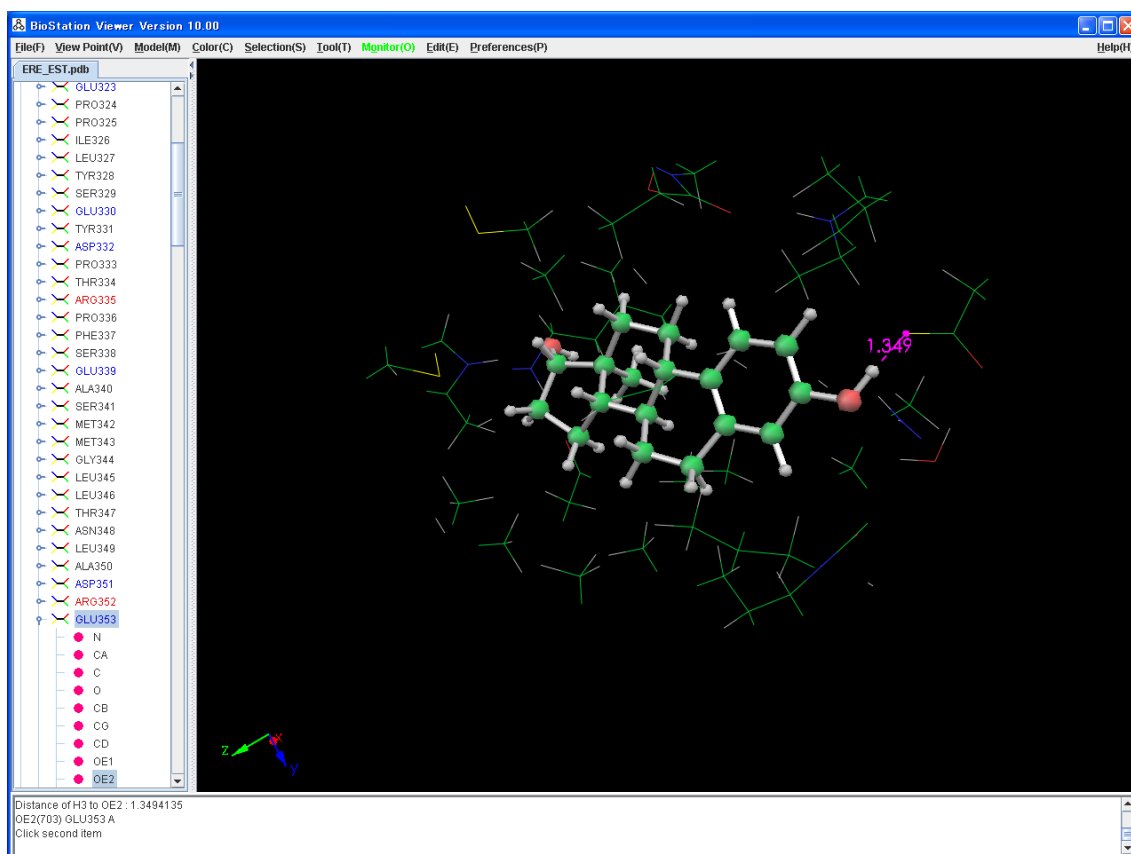 BioStation Viewer Version 10.00
File(F) View Point(V) Model(M) Color(C) Selection(S) Tool(T) Monitor(O) Edit(E) Preferences(P) Help(H)
ERE_EST.pdb
GLU323
PRO324
PRO325
ILE326
LEU327
TYR328
SER329
GLU330
TYR331
ASP332
PRO333
THR334
ARG335
PRO336
PHE337
SER338
GLU339
ALA340
SER341
MET342
MET343
GLY344
LEU345
LEU346
THR347
ASN348
LEU349
ALA350
ASP351
ARG352
GLU353
N
CA
C
O
CB
CG
CD
OE1
OE2
1.349
X
Z
Y
Distance of H3 to OE2 : 1.3494135
OE2(703) GLU353 A
Click second item